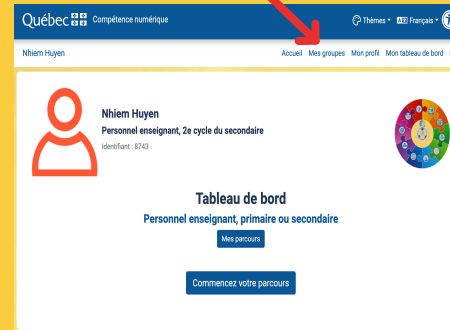 Québec Compétence numérique Thèmes Français
Nhiem Huyen Accueil Mes groupes Mon profil Mon tableau de bord
Nhiem Huyen
Personnel enseignant, 2e cycle du secondaire
Identifiant : 8743
Tableau de bord
Personnel enseignant, primaire ou secondaire
Mes parcours
Commencez votre parcours